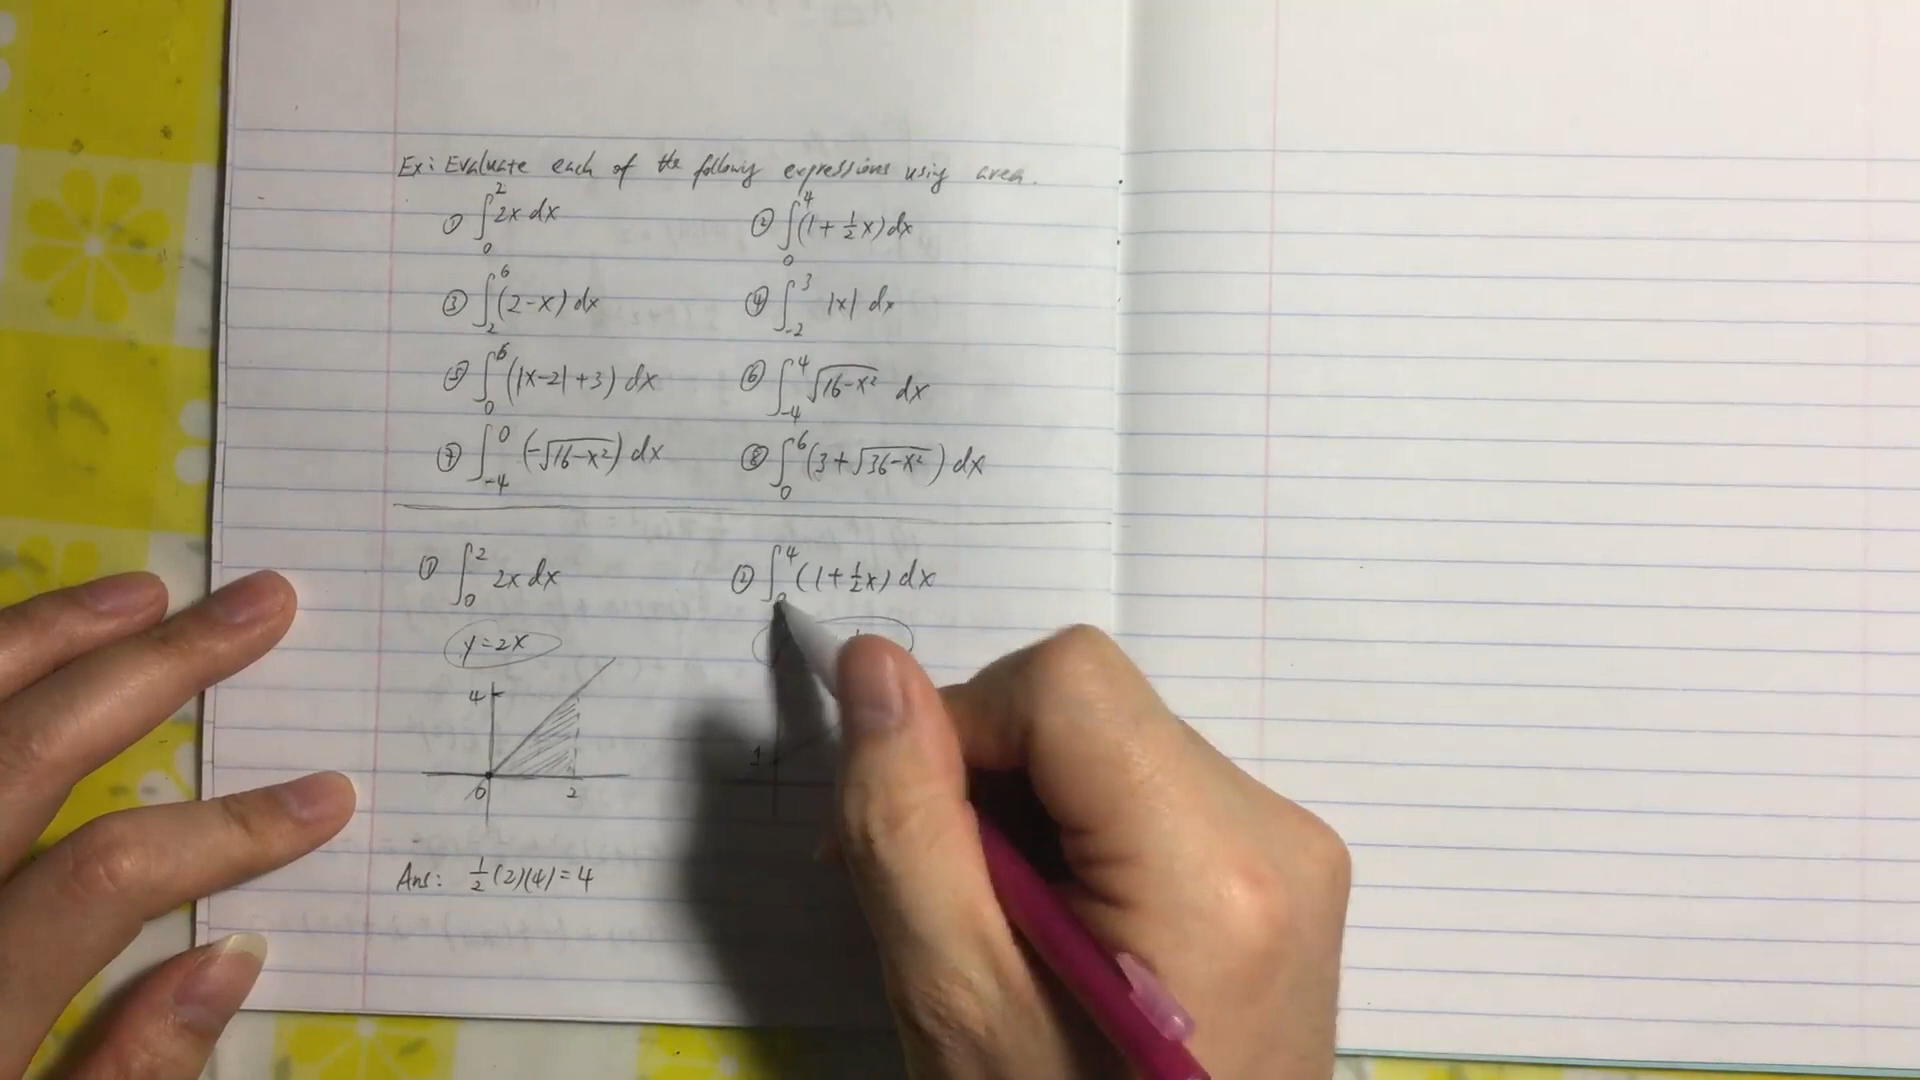 Ex: Evaluate each of the following expressions using area.
① ∫₀² 2x dx ② ∫₀⁴ (1 + ½x) dx
③ ∫₂⁶ (2-x) dx ④ ∫₋₂³ |x| dx
⑤ ∫₀⁶ (|x-2| + 3) dx ⑥ ∫₋₄⁴ √(16-x²) dx
⑦ ∫₋₄⁰ (-√(16-x²)) dx ⑧ ∫₀⁶ (3 + √(36-x²)) dx
① ∫₀² 2x dx ② ∫₀⁴ (1 + ½x) dx
y = 2x
4
1
0 2
Ans: ½(2)(4) = 4